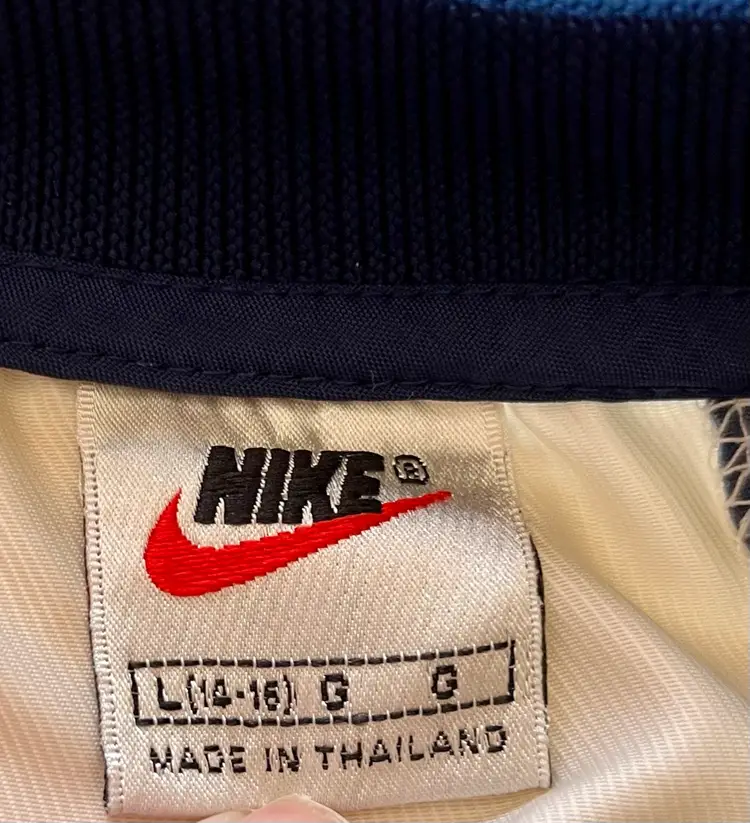 NIKE®
L(14-16) G G
MADE IN THAILAND